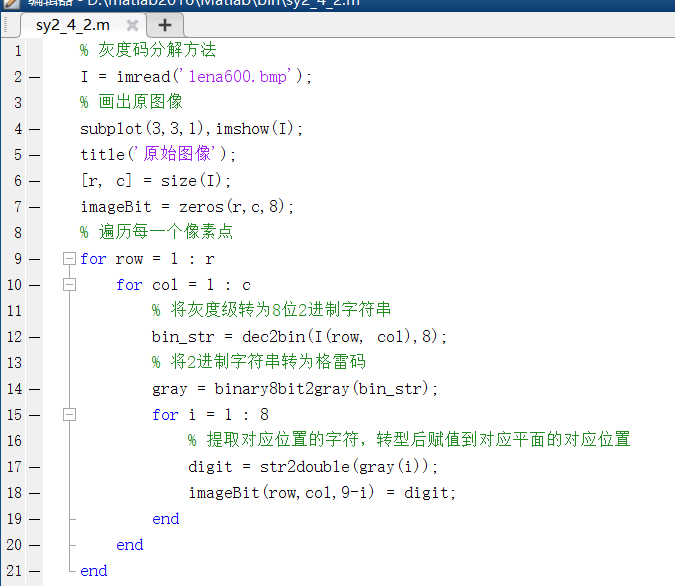 编辑器 - D:\matlab2016\Matlab\bin\sy2_4_2.m
sy2_4_2.m
1 % 灰度码分解方法
2 — I = imread('lena600.bmp');
3 % 画出原图像
4 — subplot(3,3,1),imshow(I);
5 — title('原始图像');
6 — [r, c] = size(I);
7 — imageBit = zeros(r,c,8);
8 % 遍历每一个像素点
9 — for row = 1 : r
10 — for col = 1 : c
11 % 将灰度级转为8位2进制字符串
12 — bin_str = dec2bin(I(row, col),8);
13 % 将2进制字符串转为格雷码
14 — gray = binary8bit2gray(bin_str);
15 — for i = 1 : 8
16 % 提取对应位置的字符，转型后赋值到对应平面的对应位置
17 — digit = str2double(gray(i));
18 — imageBit(row,col,9-i) = digit;
19 — end
20 — end
21 — end